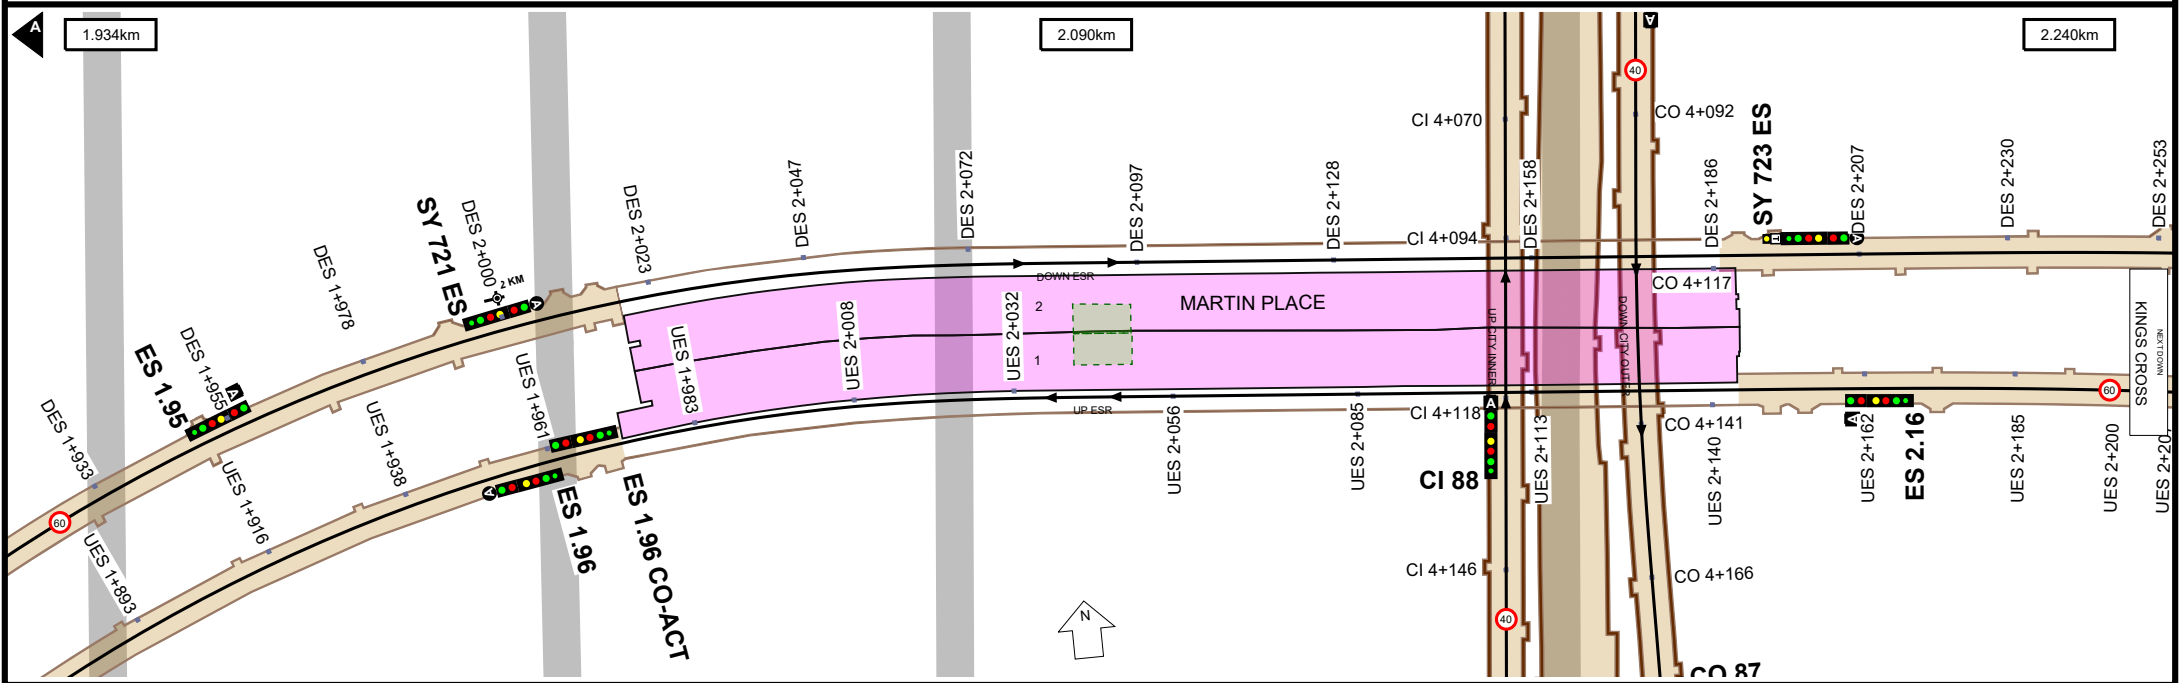 A
1.934km
2.090km
2.240km
A
40
CI 4+070
CO 4+092
SY 723 ES
T
A
DES 1+933
DES 1+955
DES 1+978
DES 2+000
DES 2+023
DES 2+047
DES 2+072
DES 2+097
DES 2+128
DES 2+158
DES 2+186
DES 2+207
DES 2+230
DES 2+253
CI 4+094
SY 721 ES
2 KM
A
ES 1.95
A
DOWN ESR
MARTIN PLACE
2
1
UP ESR
UP CITY INNER
DOWN CITY OUTER
CO 4+117
KINGS CROSS
NEXT DOWN
60
60
UES 1+893
UES 1+916
UES 1+938
UES 1+961
UES 1+983
UES 2+008
UES 2+032
UES 2+056
UES 2+085
UES 2+113
UES 2+140
UES 2+162
UES 2+185
UES 2+200
UES 2+20
A
ES 1.96
ES 1.96 CO-ACT
A
CI 4+118
CI 88
CO 4+141
A
ES 2.16
CI 4+146
CO 4+166
40
N
CO 87